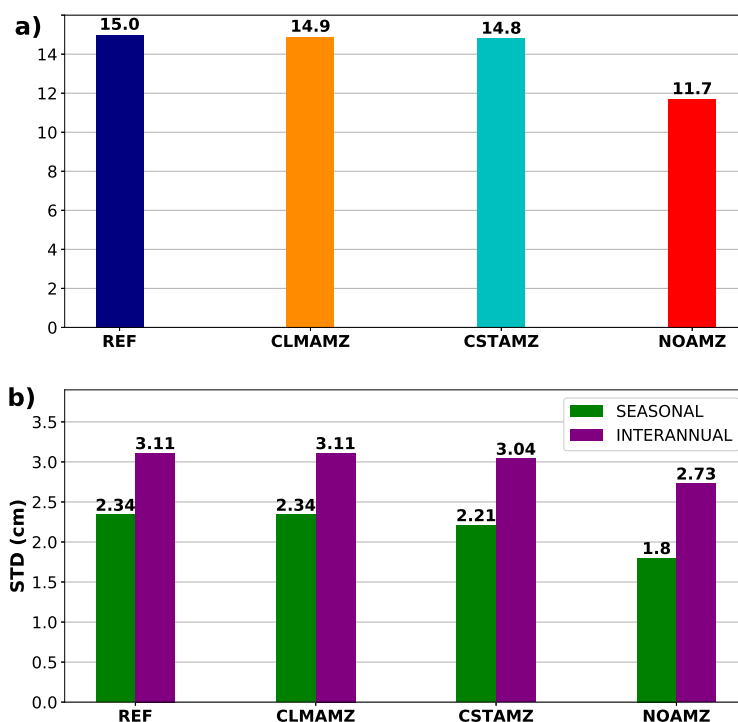 a)
15.0 14.9 14.8 11.7
14
12
10
8
6
4
2
0
REF CLMAMZ CSTAMZ NOAMZ
b)
STD (cm)
SEASONAL
INTERANNUAL
3.5
3.0
2.5
2.0
1.5
1.0
0.5
0.0
2.34 3.11 2.34 3.11 2.21 3.04 1.8 2.73
REF CLMAMZ CSTAMZ NOAMZ